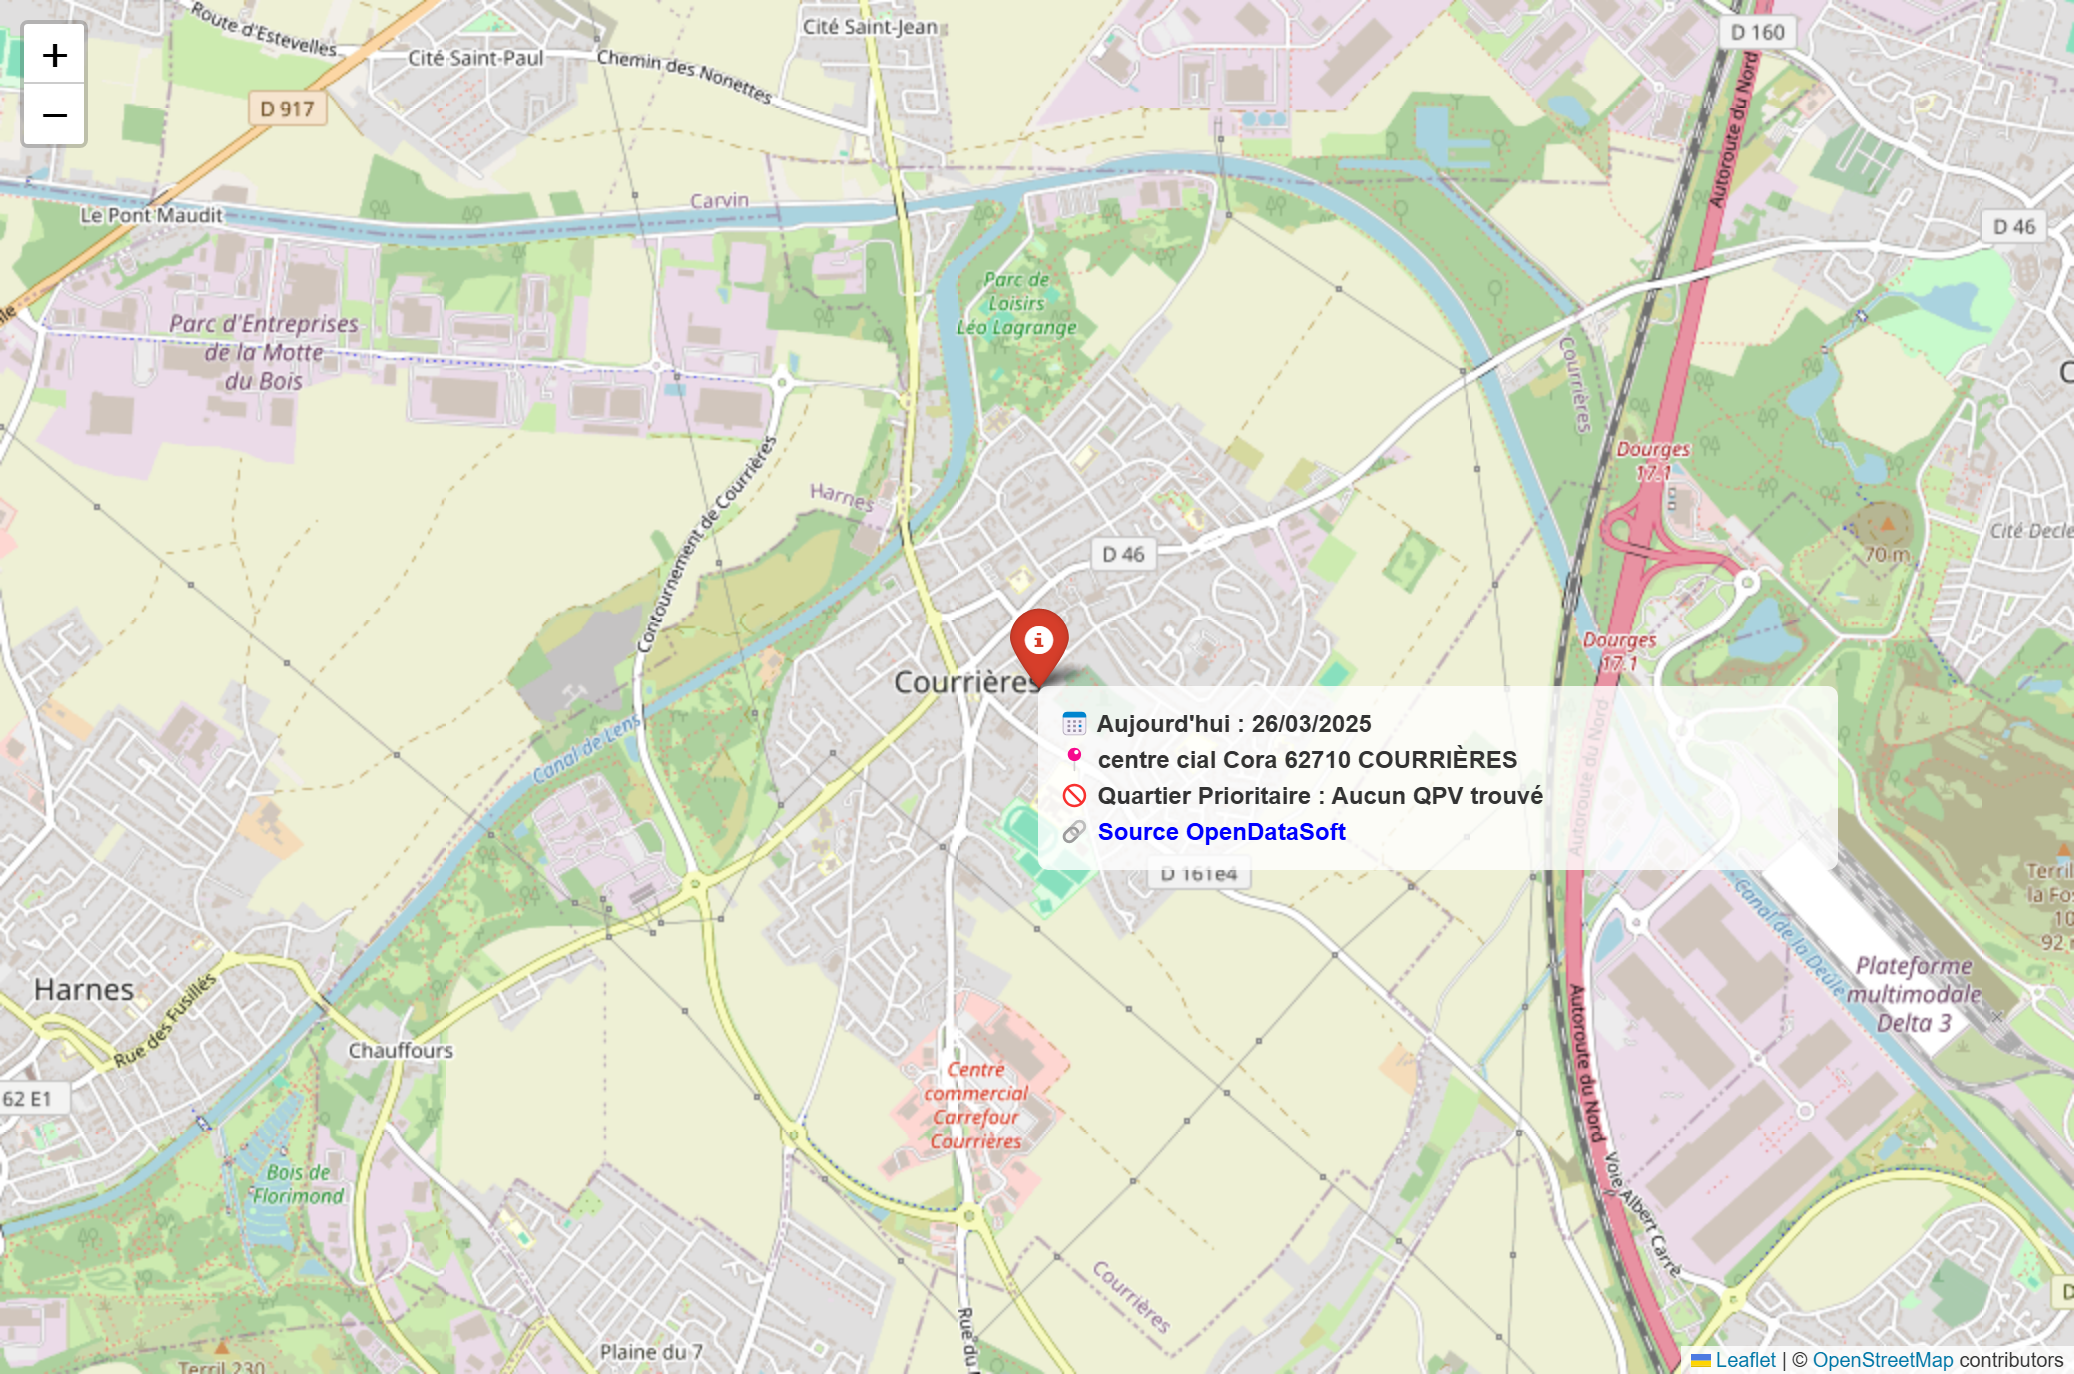 Route d'Estevelles
Cité Saint-Paul
Chemin des Nonettes
Cité Saint-Jean
D 160
D 917
Autoroute du Nord
Le Pont Maudit
Carvin
D 46
Parc de
Loisirs
Léo Lagrange
Parc d'Entreprises
de la Motte
du Bois
Courrières
Contournement de Courrières
Harnes
Dourges
17.1
Cité Decle
70 m
D 46
Dourges
17.1
Courrières
Canal de Lens
Autoroute du Nord
Aujourd'hui : 26/03/2025
centre cial Cora 62710 COURRIÈRES
Quartier Prioritaire : Aucun QPV trouvé
Source OpenDataSoft
D 161e4
Terril
la Fos
10
92
Canal de la Deûle
Plateforme
multimodale
Delta 3
Harnes
Rue des Fusillés
Chauffours
62 E1
Centre
commercial
Carrefour
Courrières
Autoroute du Nord
Bois de
Florimond
Voie Albert Carré
Courrières
Rue du
Plaine du 7
Terril 230
+
−
Leaflet | © OpenStreetMap contributors